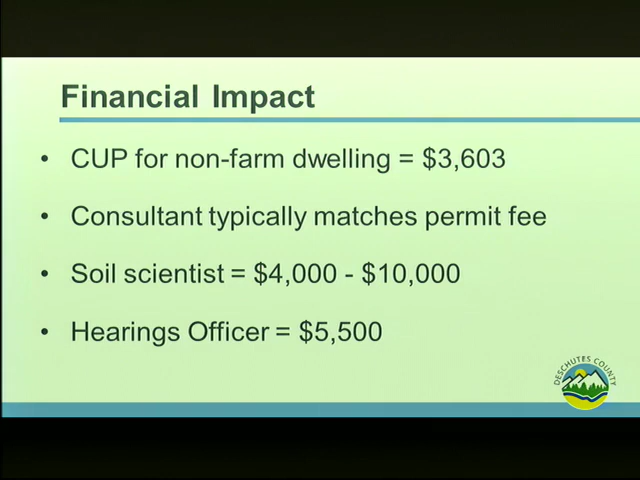 Financial Impact
• CUP for non-farm dwelling = $3,603
• Consultant typically matches permit fee
• Soil scientist = $4,000 - $10,000
• Hearings Officer = $5,500
DESCHUTES COUNTY